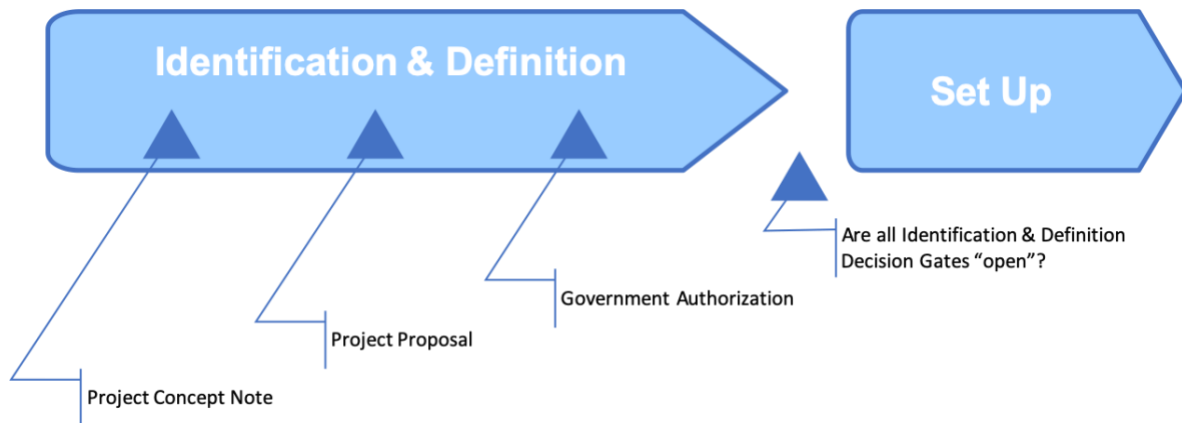 Identification & Definition
Set Up
Are all Identification & Definition
Decision Gates “open”?
Government Authorization
Project Proposal
Project Concept Note